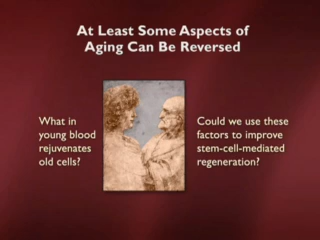 At Least Some Aspects of
Aging Can Be Reversed
What in
young blood
rejuvenates
old cells?
Could we use these
factors to improve
stem-cell-mediated
regeneration?